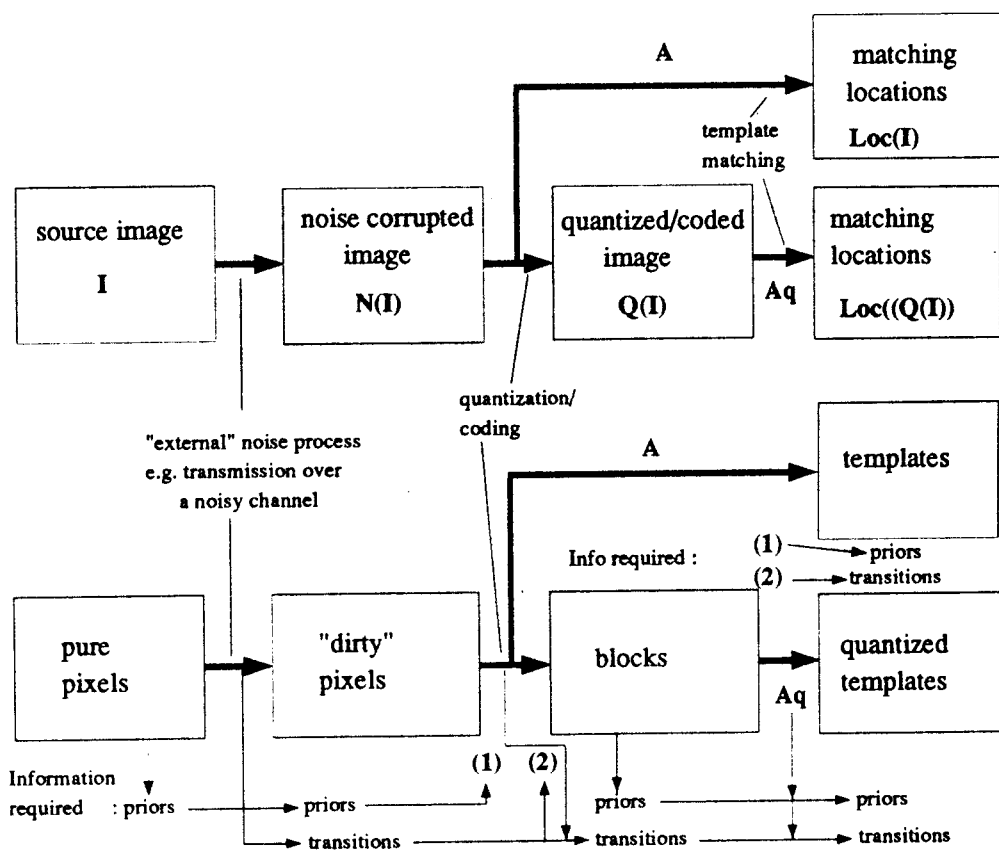 A
matching
locations
Loc(I)
template
matching
source image
I
noise corrupted
image
N(I)
quantized/coded
image
Q(I)
Aq
matching
locations
Loc((Q(I))
quantization/
coding
"external" noise process
e.g. transmission over
a noisy channel
A
templates
Info required :
(1)
priors
(2)
transitions
pure
pixels
"dirty"
pixels
blocks
Aq
quantized
templates
(1)
(2)
Information
required : priors
priors
priors
priors
transitions
transitions
transitions